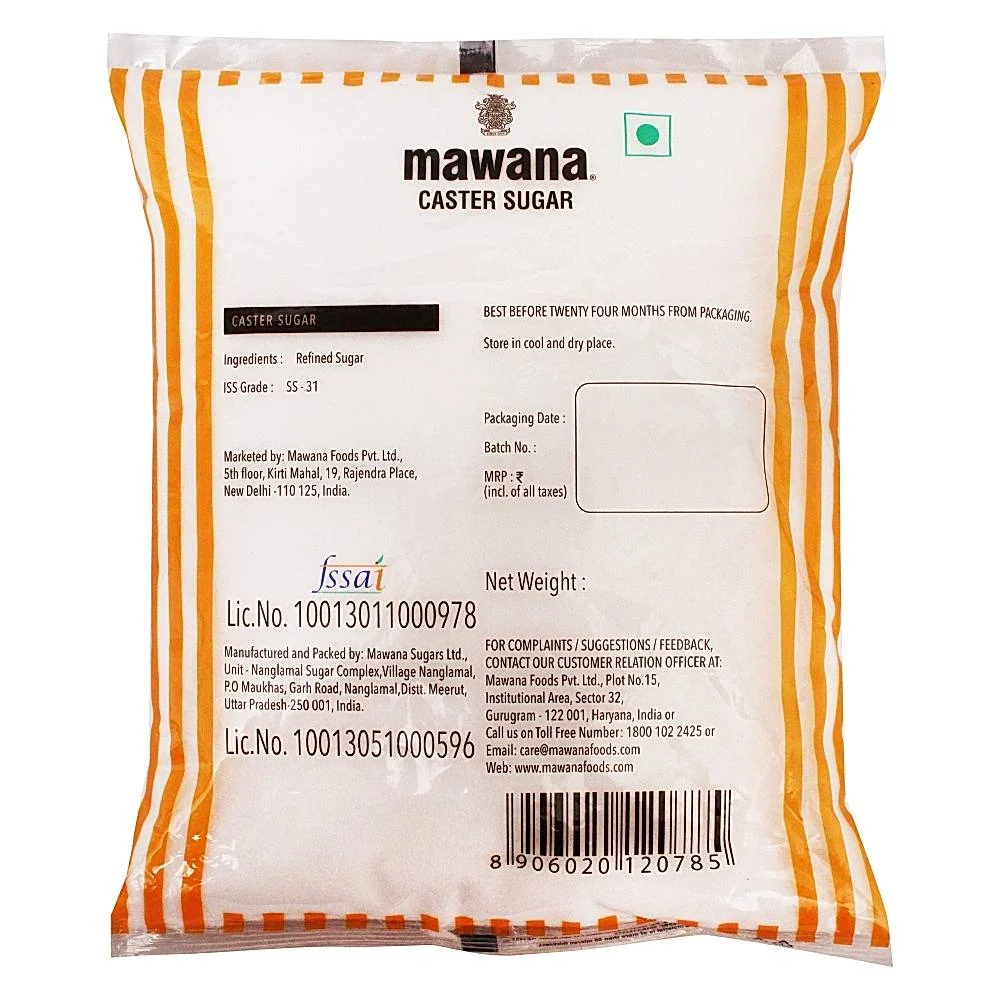 mawana®
CASTER SUGAR
CASTER SUGAR
Ingredients : Refined Sugar
ISS Grade : SS - 31
Marketed by: Mawana Foods Pvt. Ltd.,
5th floor, Kirti Mahal, 19, Rajendra Place,
New Delhi -110 125, India.
fssai
Lic.No. 10013011000978
Manufactured and Packed by: Mawana Sugars Ltd.,
Unit - Nanglamal Sugar Complex,Village Nanglamal,
P.O Maukhas, Garh Road, Nanglamal,Distt. Meerut,
Uttar Pradesh-250 001, India.
Lic.No. 10013051000596
BEST BEFORE TWENTY FOUR MONTHS FROM PACKAGING.
Store in cool and dry place.
Packaging Date :
Batch No. :
MRP : ₹
(incl. of all taxes)
Net Weight :
FOR COMPLAINTS / SUGGESTIONS / FEEDBACK,
CONTACT OUR CUSTOMER RELATION OFFICER AT:
Mawana Foods Pvt. Ltd., Plot No.15,
Institutional Area, Sector 32,
Gurugram - 122 001, Haryana, India or
Call us on Toll Free Number: 1800 102 2425 or
Email: care@mawanafoods.com
Web: www.mawanafoods.com
8 906020 120785